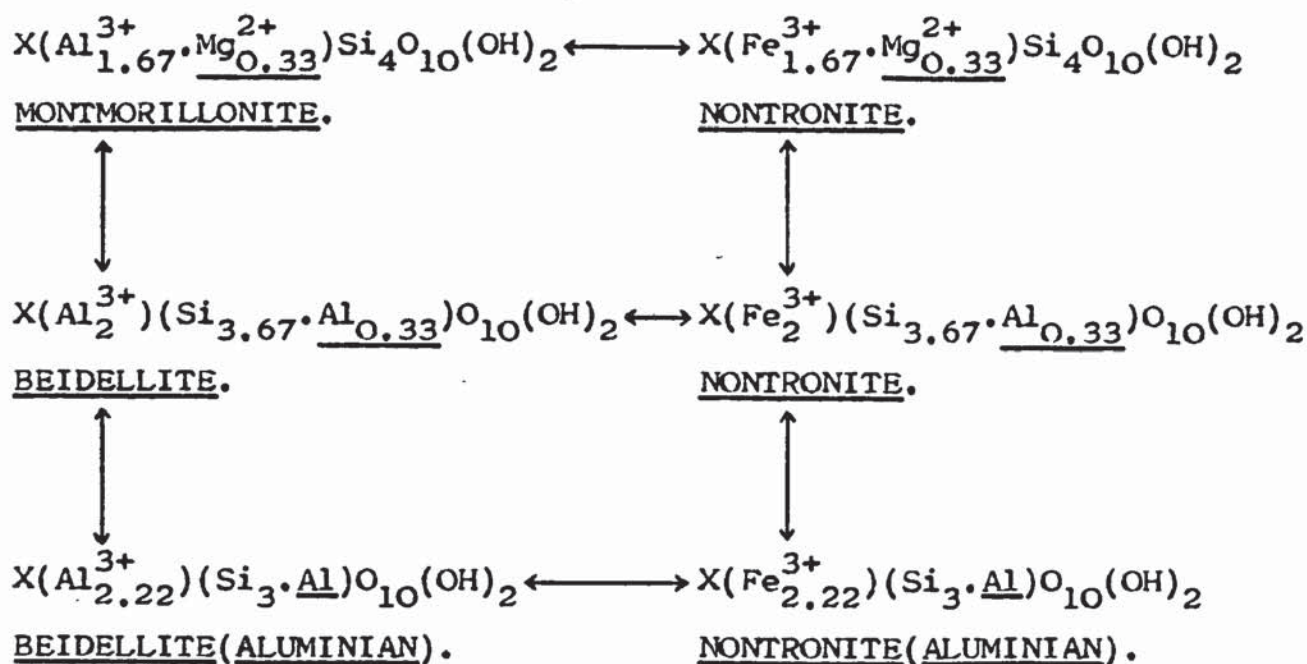 X(Al³⁺₁.₆₇.Mg²⁺₀.₃₃)Si₄O₁₀(OH)₂ ⟷ X(Fe³⁺₁.₆₇.Mg²⁺₀.₃₃)Si₄O₁₀(OH)₂
MONTMORILLONITE. NONTRONITE.
X(Al³⁺₂)(Si₃.₆₇.Al₀.₃₃)O₁₀(OH)₂ ⟷ X(Fe³⁺₂)(Si₃.₆₇.Al₀.₃₃)O₁₀(OH)₂
BEIDELLITE. NONTRONITE.
X(Al³⁺₂.₂₂)(Si₃.Al)O₁₀(OH)₂ ⟷ X(Fe³⁺₂.₂₂)(Si₃.Al)O₁₀(OH)₂
BEIDELLITE(ALUMINIAN). NONTRONITE(ALUMINIAN).